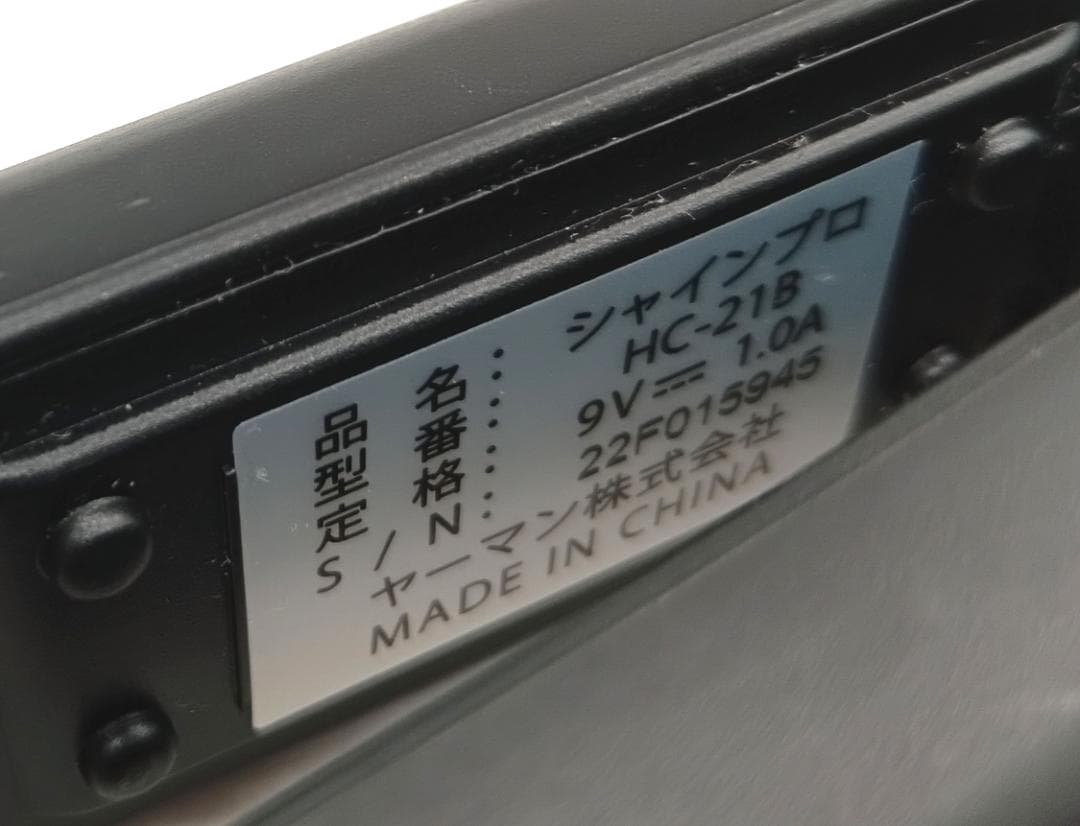 品名: シャインプロ
型番: HC-21B
定格: 9V⎓1.0A
S/N: 22F015945
ヤーマン株式会社
MADE IN CHINA